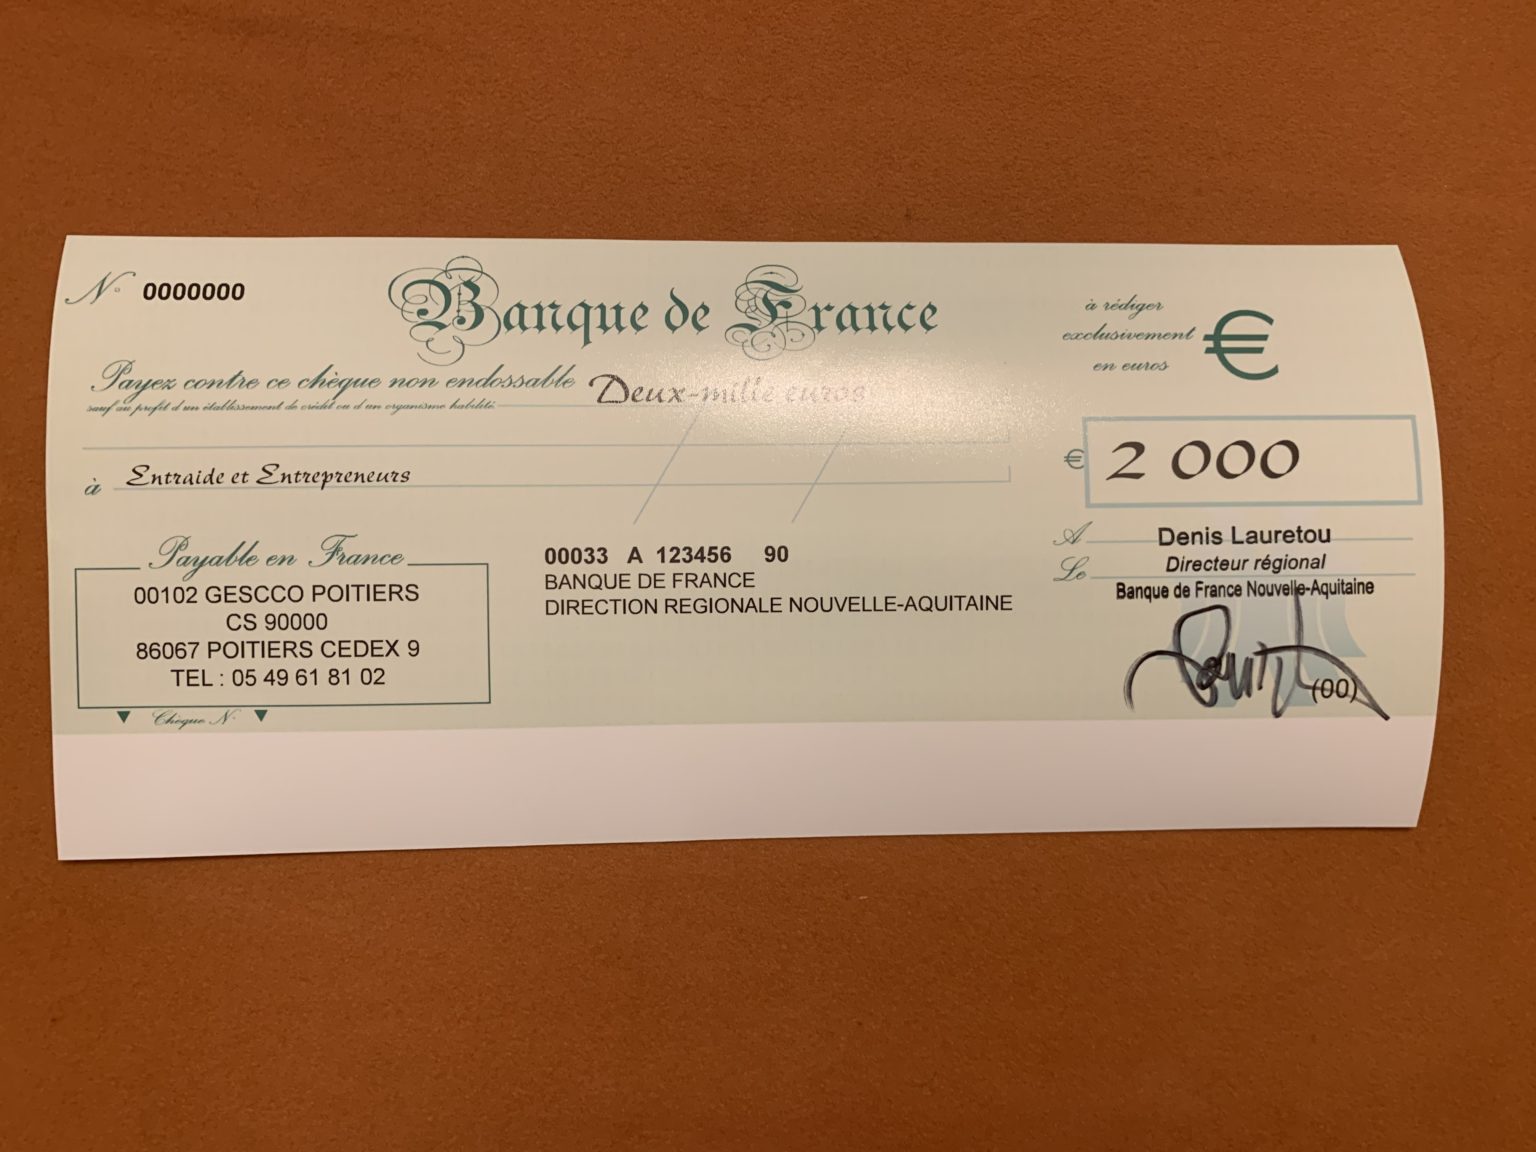 N° 0000000
Banque de France
à rédiger
exclusivement
en euros
€
Payez contre ce chèque non endossable Deux-mille euros
sauf au profit d'un établissement de crédit ou d'un organisme habilité
€ 2 000
à Entraide et Entrepreneurs
A Denis Lauretou
Le Directeur régional
Banque de France Nouvelle-Aquitaine
Payable en France
00102 GESCCO POITIERS
CS 90000
86067 POITIERS CEDEX 9
TEL : 05 49 61 81 02
00033 A 123456 90
BANQUE DE FRANCE
DIRECTION REGIONALE NOUVELLE-AQUITAINE
(00)
Chèque N°